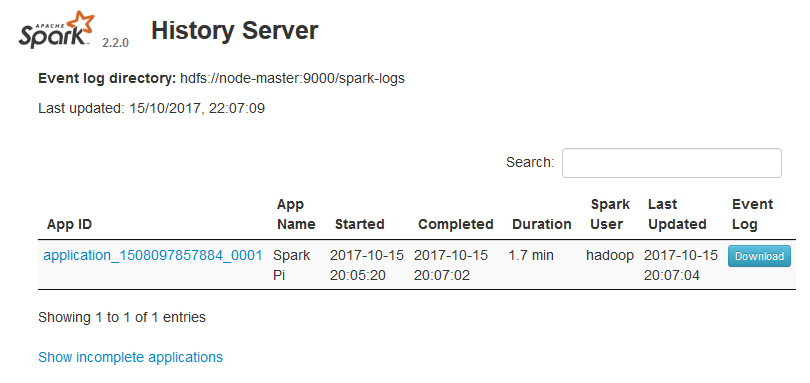 APACHE
Spark 2.2.0 History Server
Event log directory: hdfs://node-master:9000/spark-logs
Last updated: 15/10/2017, 22:07:09
Search:
App ID App Name Started Completed Duration Spark User Last Updated Event Log
application_1508097857884_0001 Spark Pi 2017-10-15 20:05:20 2017-10-15 20:07:02 1.7 min hadoop 2017-10-15 20:07:04 Download
Showing 1 to 1 of 1 entries
Show incomplete applications